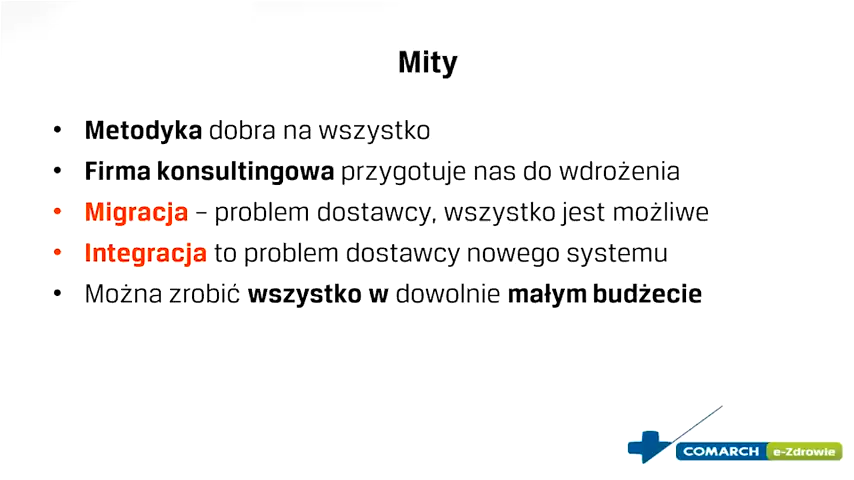 Mity
• Metodyka dobra na wszystko
• Firma konsultingowa przygotuje nas do wdrożenia
• Migracja – problem dostawcy, wszystko jest możliwe
• Integracja to problem dostawcy nowego systemu
• Można zrobić wszystko w dowolnie małym budżecie
COMARCH e-Zdrowie